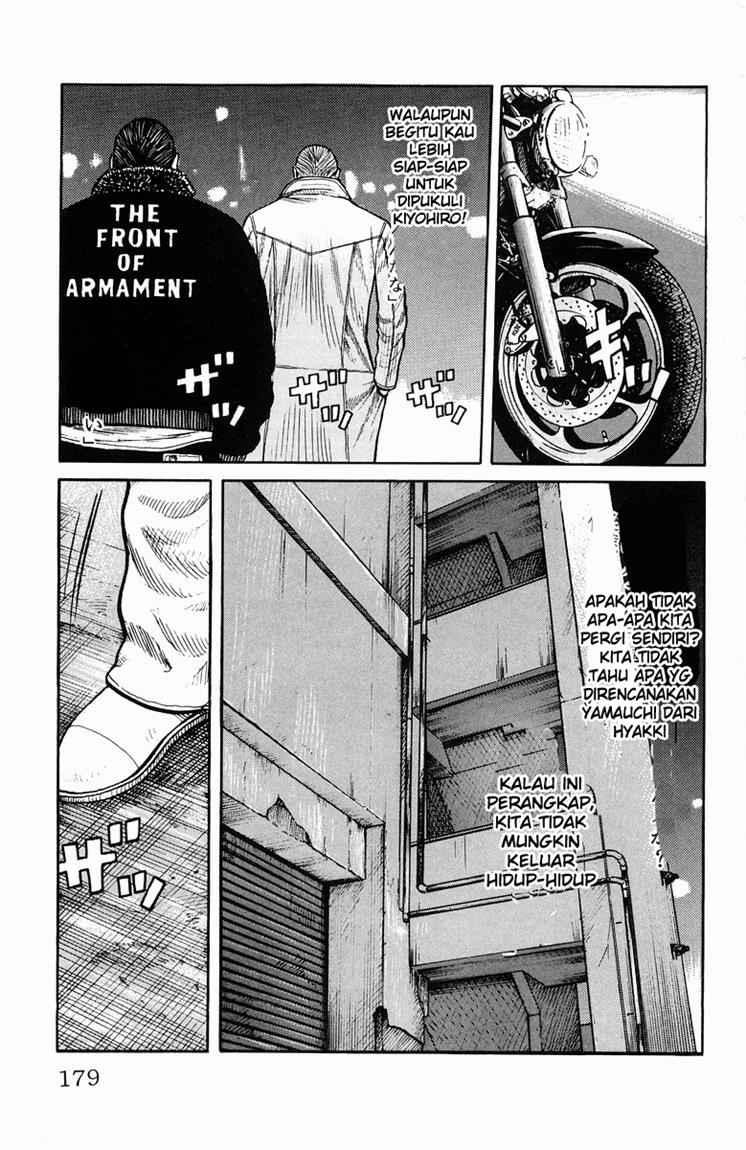 キッ
WALAUPUN
BEGITU KAU
LEBIH
SIAP-SIAP
UNTUK
DIPUKULI
KIYOHIRO!
THE
FRONT
OF
ARMAMENT
ザッ
ザッ
ザッ
APAKAH TIDAK
APA-APA KITA
PERGI SENDIRI?
KITA TIDAK
TAHU APA YG
DIRENCANAKAN
YAMAUCHI DARI
HYAKKI
KALAU INI
PERANGKAP,
KITA TIDAK
MUNGKIN
KELUAR
HIDUP-HIDUP
ザッ
179